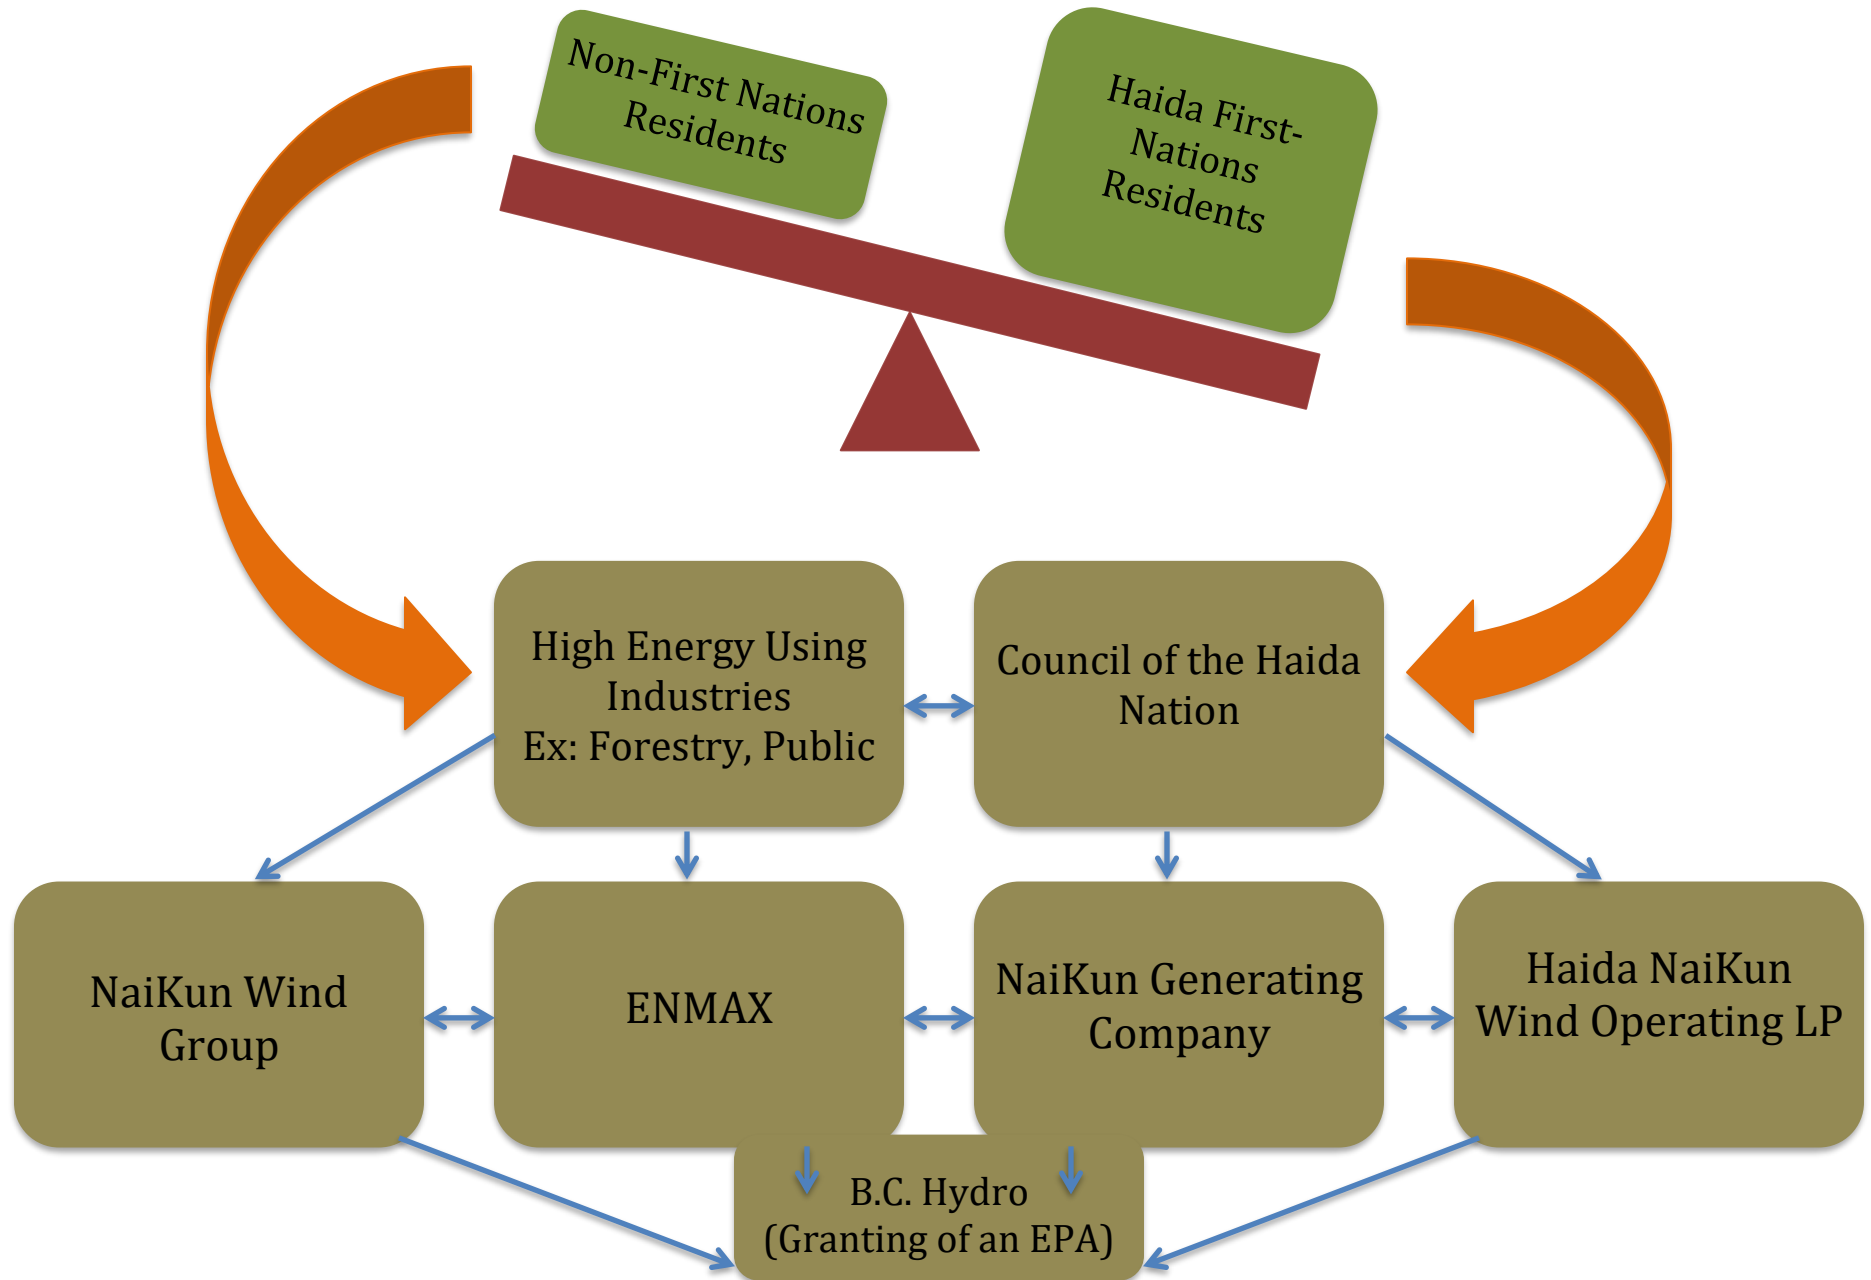 Non-First Nations
Residents
Haida First-
Nations
Residents
High Energy Using
Industries
Ex: Forestry, Public
Council of the Haida
Nation
NaiKun Wind
Group
ENMAX
NaiKun Generating
Company
Haida NaiKun
Wind Operating LP
B.C. Hydro
(Granting of an EPA)